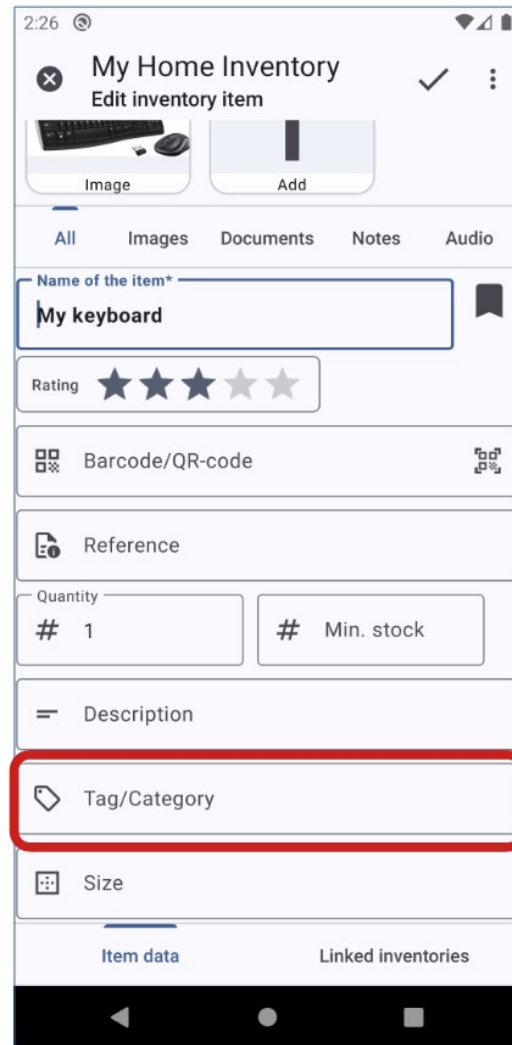 2:26
My Home Inventory
Edit inventory item
Image Add
All Images Documents Notes Audio
Name of the item*
My keyboard
Rating
Barcode/QR-code
Reference
Quantity
# 1 # Min. stock
Description
Tag/Category
Size
Item data Linked inventories